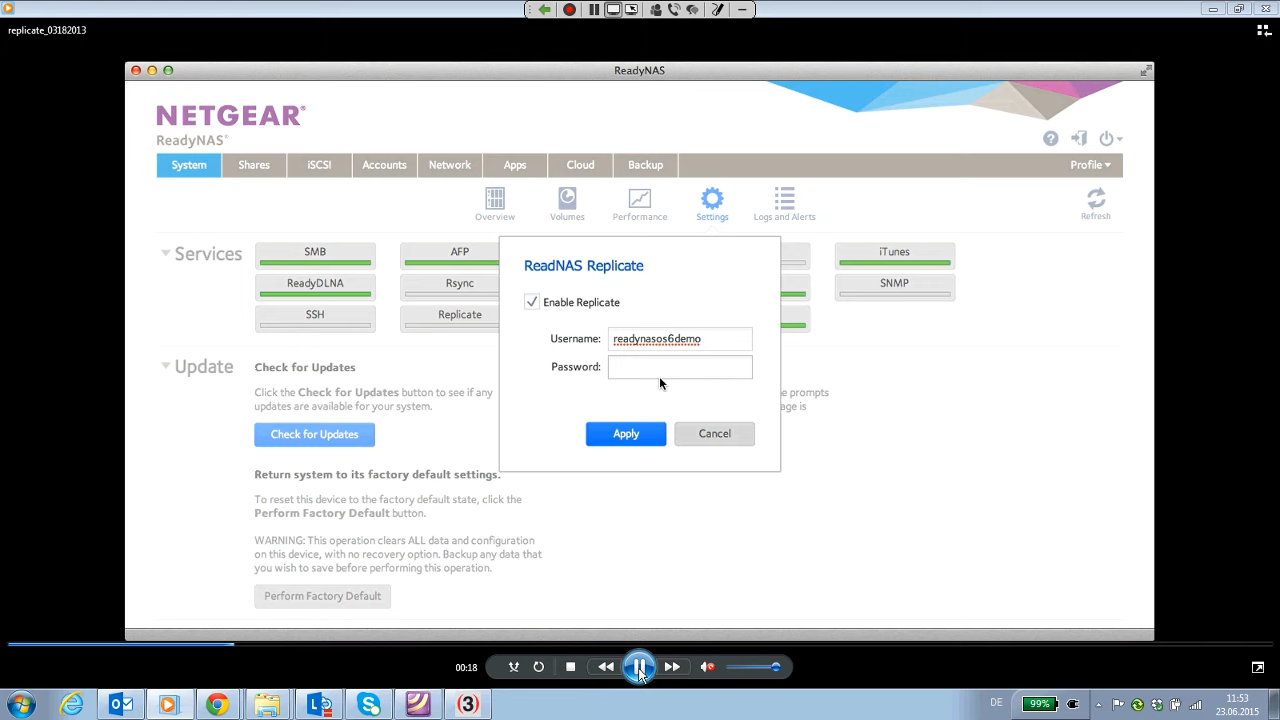 replicate_03182013
ReadyNAS
NETGEAR®
ReadyNAS®
System Shares iSCSI Accounts Network Apps Cloud Backup Profile
Overview Volumes Performance Settings Logs and Alerts Refresh
Services
SMB AFP iTunes
ReadyDLNA Rsync SNMP
SSH Replicate
ReadNAS Replicate
Enable Replicate
Username: readynasos6demo
Password:
Apply Cancel
Update
Check for Updates
Click the Check for Updates button to see if any prompts
updates are available for your system. age is
Check for Updates
Return system to its factory default settings.
To reset this device to the factory default state, click the
Perform Factory Default button.
WARNING: This operation clears ALL data and configuration
on this device, with no recovery option. Backup any data that
you wish to save before performing this operation.
Perform Factory Default
00:18
DE 99% 11:53
23.06.2015
(3)